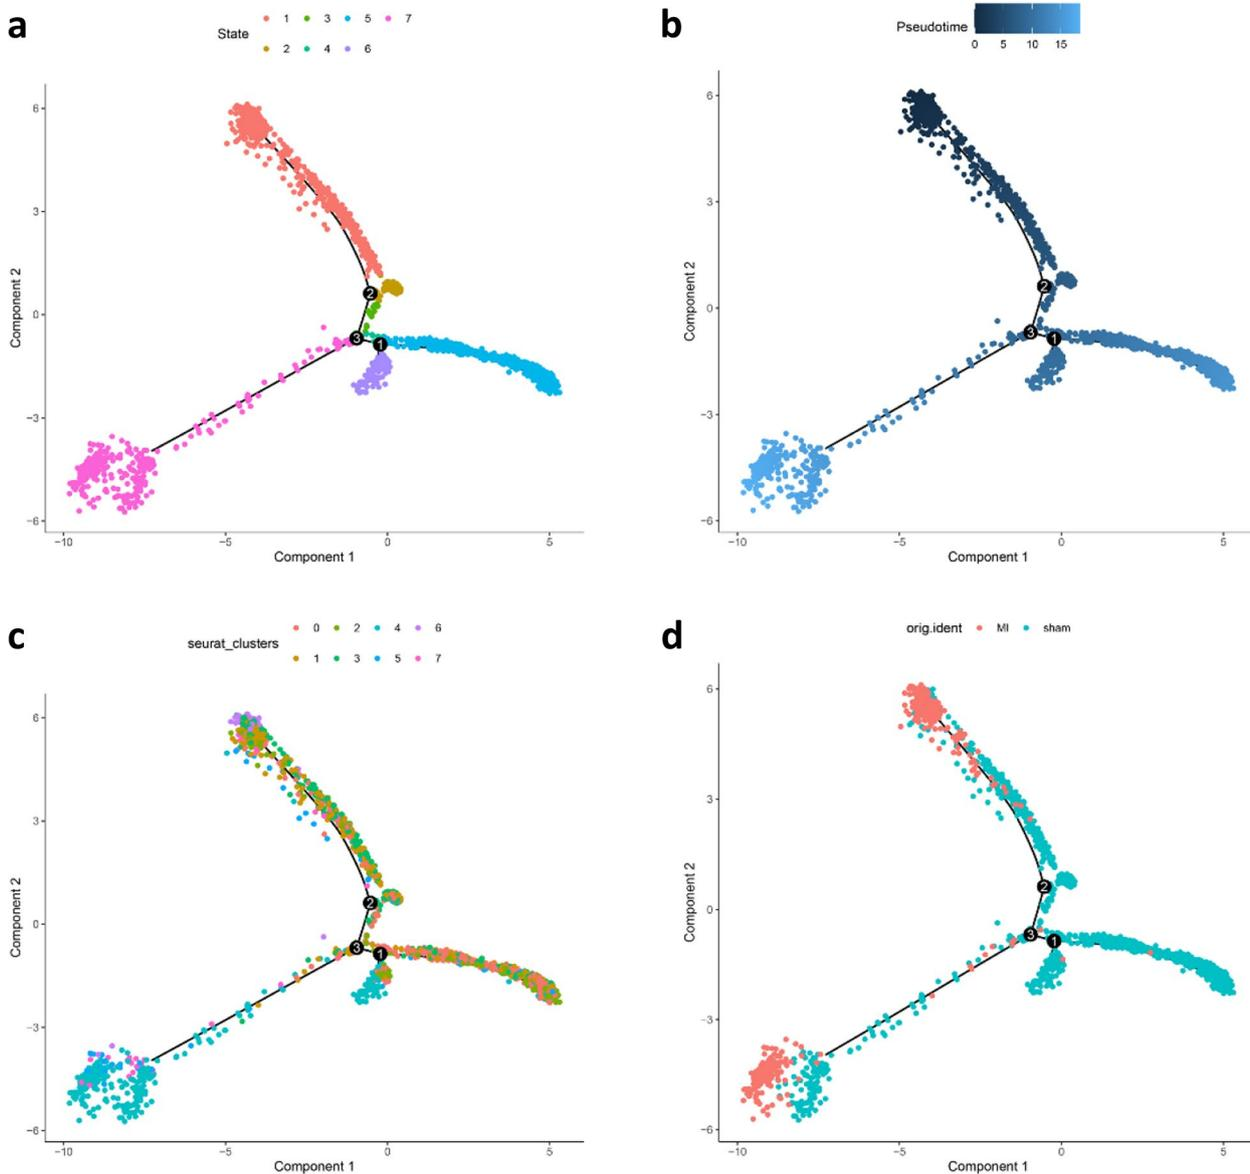 a
State
1 3 5 7
2 4 6
6
3
0
−3
−6
Component 2
2
3
1
−10 −5 0 5
Component 1
b
Pseudotime
0 5 10 15
6
3
0
−3
−6
Component 2
2
3
1
−10 −5 0 5
Component 1
c
seurat_clusters
0 2 4 6
1 3 5 7
6
3
0
−3
−6
Component 2
2
3
1
−10 −5 0 5
Component 1
d
orig.ident MI sham
6
3
0
−3
−6
Component 2
2
3
1
−10 −5 0 5
Component 1